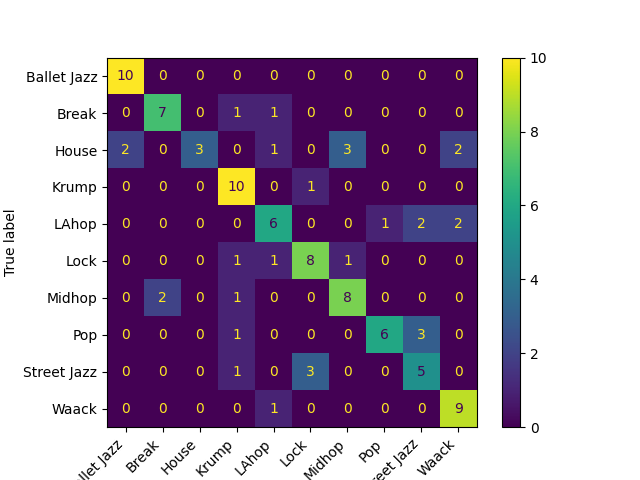 Ballet Jazz 10 0 0 0 0 0 0 0 0 0
Break 0 7 0 1 1 0 0 0 0 0
House 2 0 3 0 1 0 3 0 0 2
Krump 0 0 0 10 0 1 0 0 0 0
LAhop 0 0 0 0 6 0 0 1 2 2
Lock 0 0 0 1 1 8 1 0 0 0
Midhop 0 2 0 1 0 0 8 0 0 0
Pop 0 0 0 1 0 0 0 6 3 0
Street Jazz 0 0 0 1 0 3 0 0 5 0
Waack 0 0 0 0 1 0 0 0 0 9
True label
llet Jazz
Break
House
Krump
LAhop
Lock
Midhop
Pop
reet Jazz
Waack
10
8
6
4
2
0